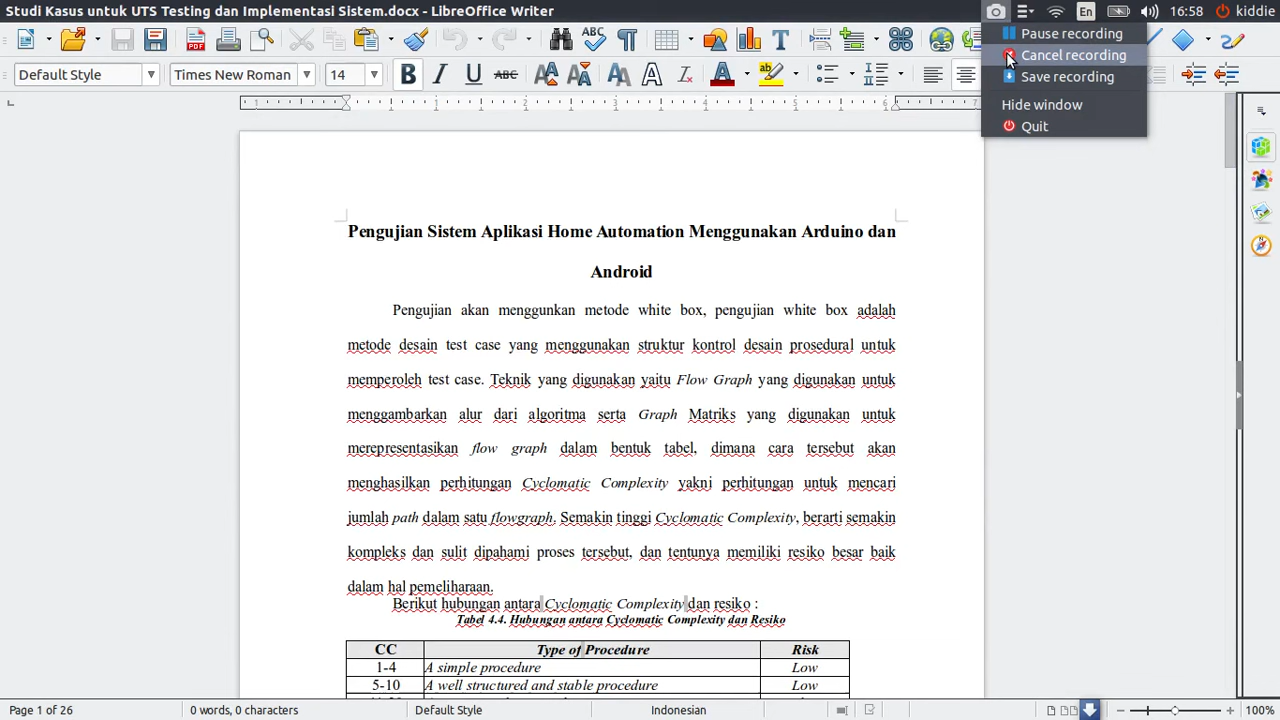 Studi Kasus untuk UTS Testing dan Implementasi Sistem.docx - LibreOffice Writer
En
16:58
kiddie
Pause recording
Cancel recording
Save recording
Hide window
Quit
Default Style
Times New Roman
14
Pengujian Sistem Aplikasi Home Automation Menggunakan Arduino dan
Android
Pengujian akan menggunkan metode white box, pengujian white box adalah
metode desain test case yang menggunakan struktur kontrol desain prosedural untuk
memperoleh test case. Teknik yang digunakan yaitu Flow Graph yang digunakan untuk
menggambarkan alur dari algoritma serta Graph Matriks yang digunakan untuk
merepresentasikan flow graph dalam bentuk tabel, dimana cara tersebut akan
menghasilkan perhitungan Cyclomatic Complexity yakni perhitungan untuk mencari
jumlah path dalam satu flowgraph. Semakin tinggi Cyclomatic Complexity, berarti semakin
kompleks dan sulit dipahami proses tersebut, dan tentunya memiliki resiko besar baik
dalam hal pemeliharaan.
Berikut hubungan antara Cyclomatic Complexity dan resiko :
Tabel 4.4. Hubungan antara Cyclomatic Complexity dan Resiko
CC Type of Procedure Risk
1-4 A simple procedure Low
5-10 A well structured and stable procedure Low
Page 1 of 26
0 words, 0 characters
Default Style
Indonesian
100%